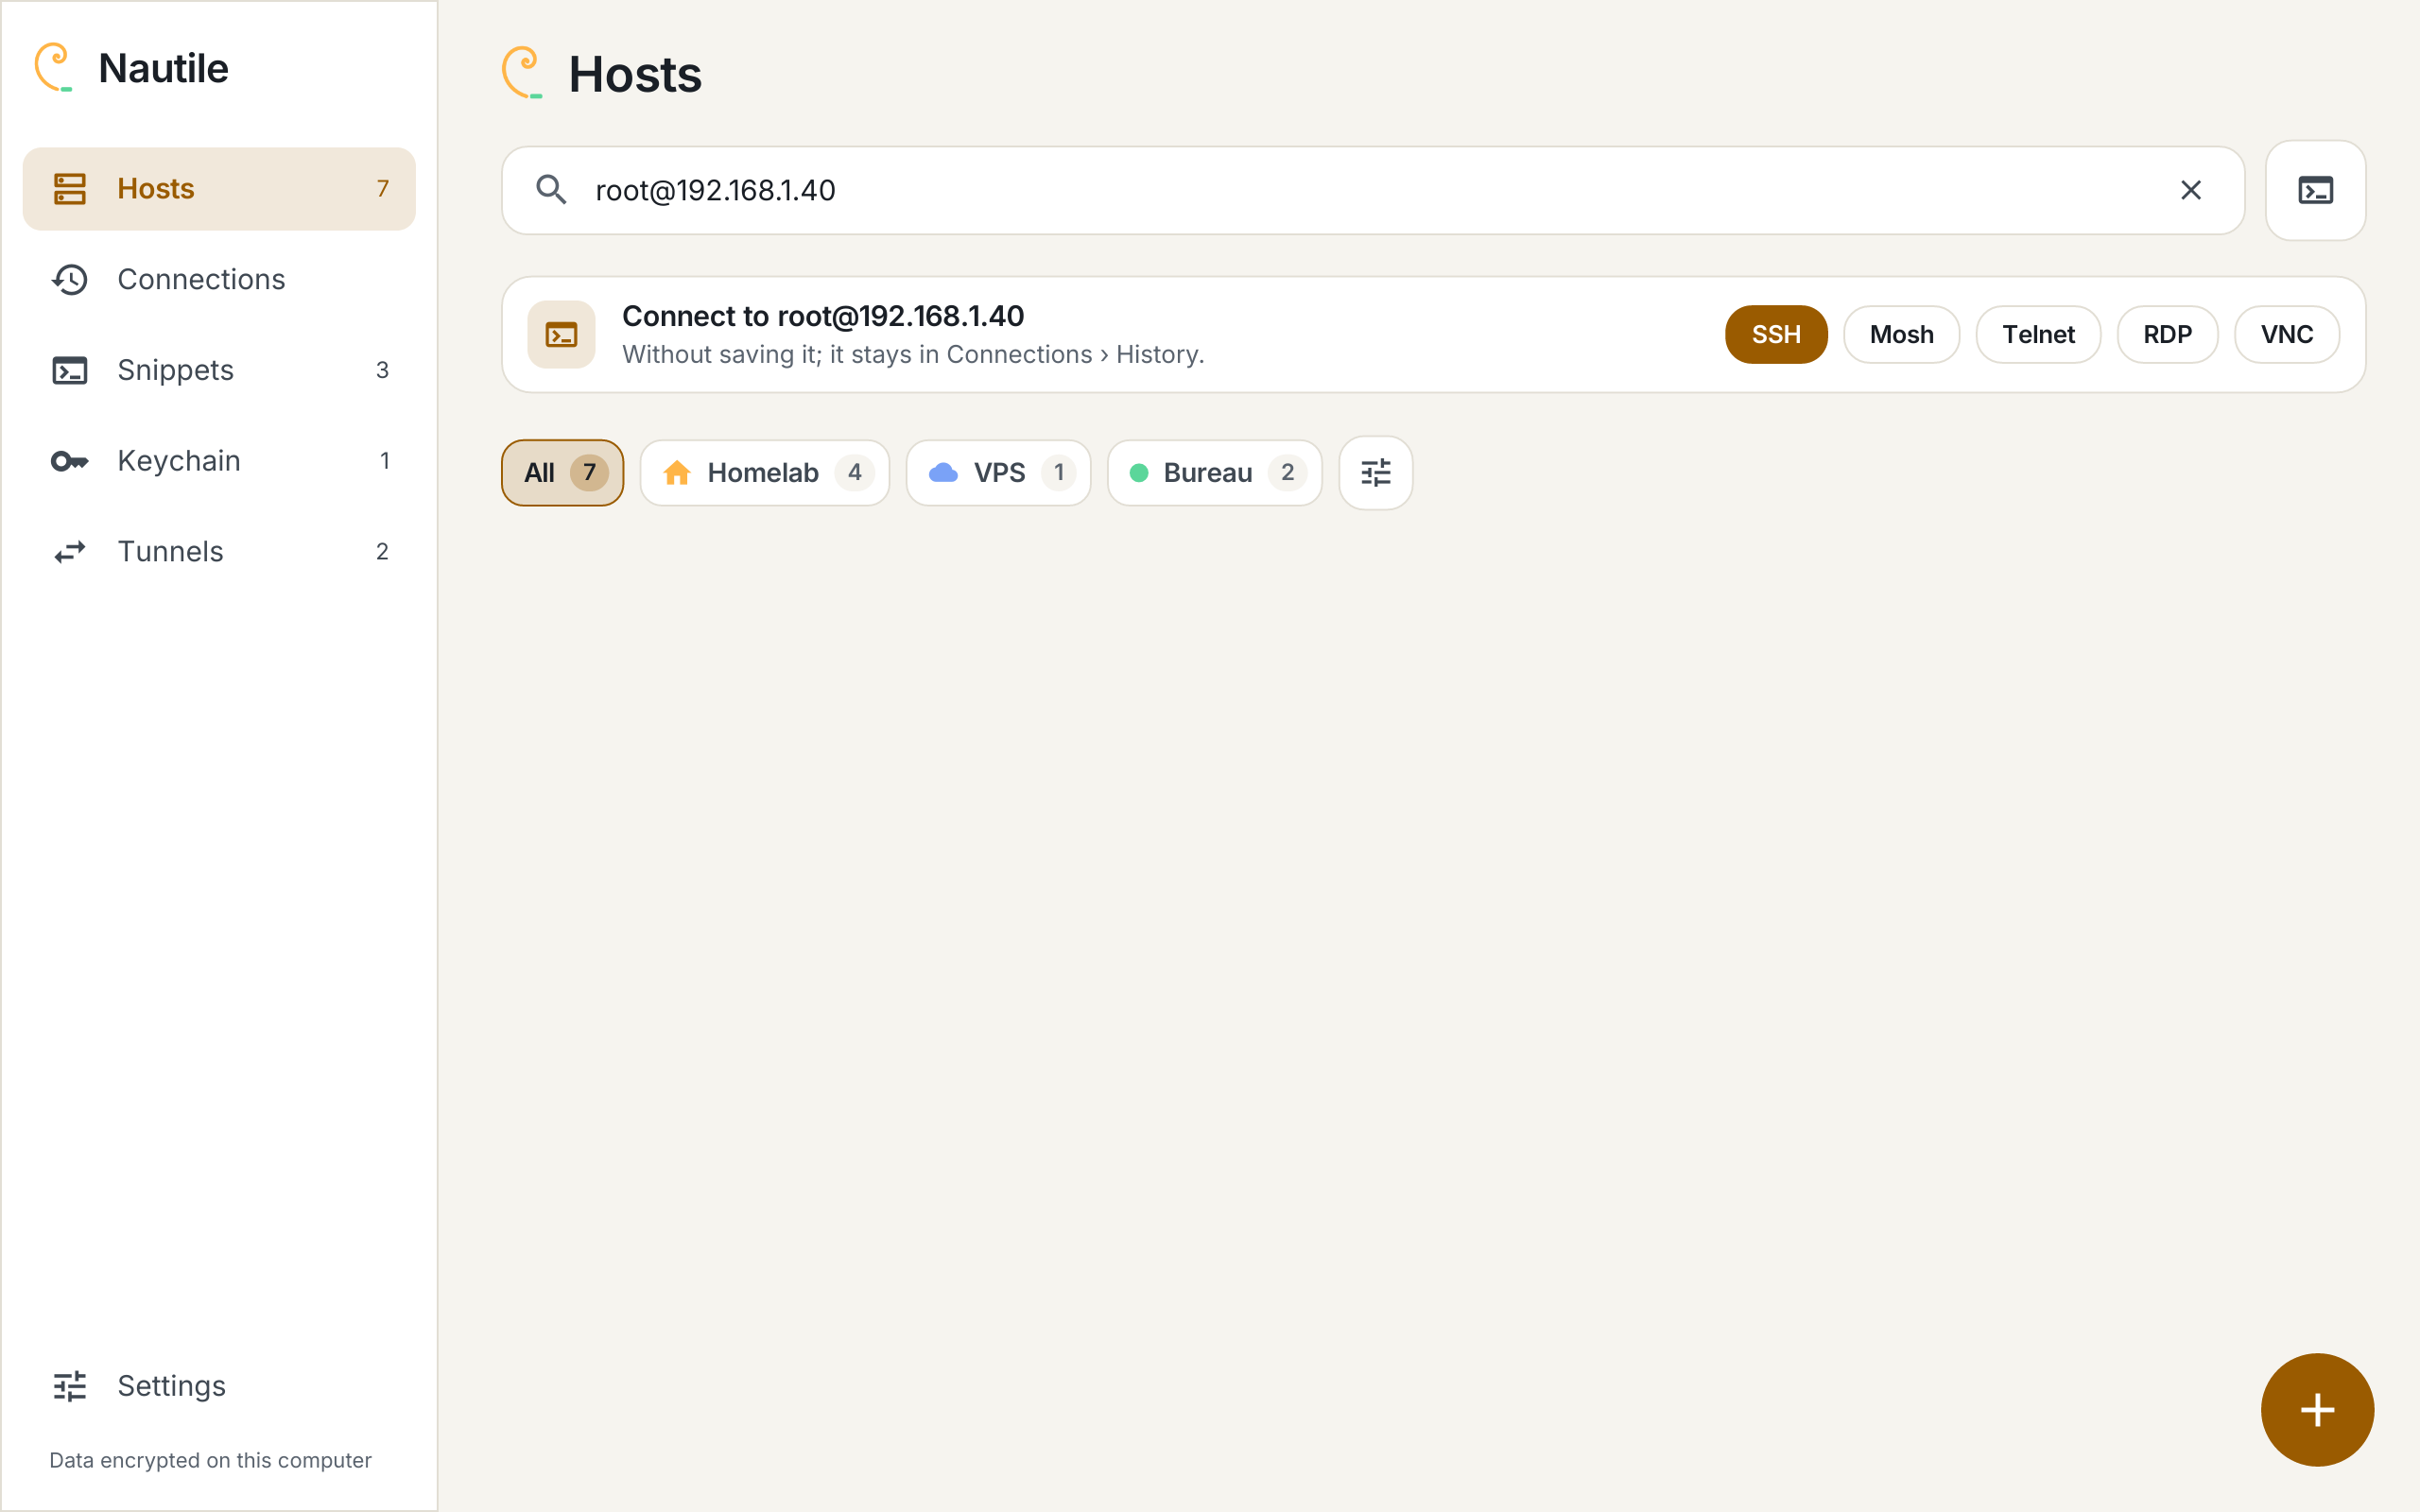 Nautile
Hosts 7
Connections
Snippets 3
Keychain 1
Tunnels 2
Settings
Data encrypted on this computer
Hosts
root@192.168.1.40
Connect to root@192.168.1.40
Without saving it; it stays in Connections › History.
SSH Mosh Telnet RDP VNC
All 7 Homelab 4 VPS 1 Bureau 2